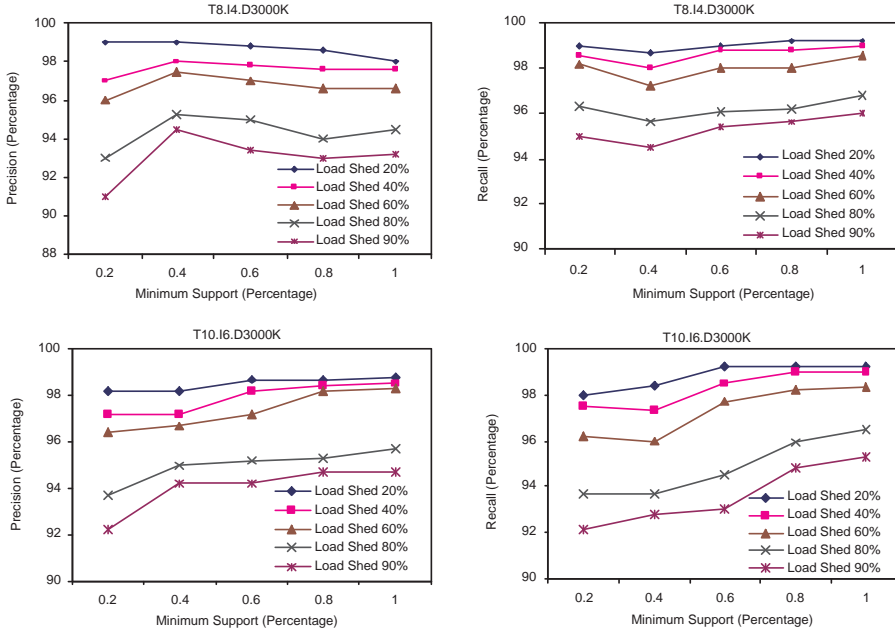 T8.I4.D3000K
100
98
96
94
92
90
88
Precision (Percentage)
0.2 0.4 0.6 0.8 1
Minimum Support (Percentage)
Load Shed 20%
Load Shed 40%
Load Shed 60%
Load Shed 80%
Load Shed 90%
T8.I4.D3000K
100
98
96
94
92
90
Recall (Percentage)
0.2 0.4 0.6 0.8 1
Minimum Support (Percentage)
Load Shed 20%
Load Shed 40%
Load Shed 60%
Load Shed 80%
Load Shed 90%
T10.I6.D3000K
100
98
96
94
92
90
Precision (Percentage)
0.2 0.4 0.6 0.8 1
Minimum Support (Percentage)
Load Shed 20%
Load Shed 40%
Load Shed 60%
Load Shed 80%
Load Shed 90%
T10.I6.D3000K
100
98
96
94
92
90
Recall (Percentage)
0.2 0.4 0.6 0.8 1
Minimum Support (Percentage)
Load Shed 20%
Load Shed 40%
Load Shed 60%
Load Shed 80%
Load Shed 90%